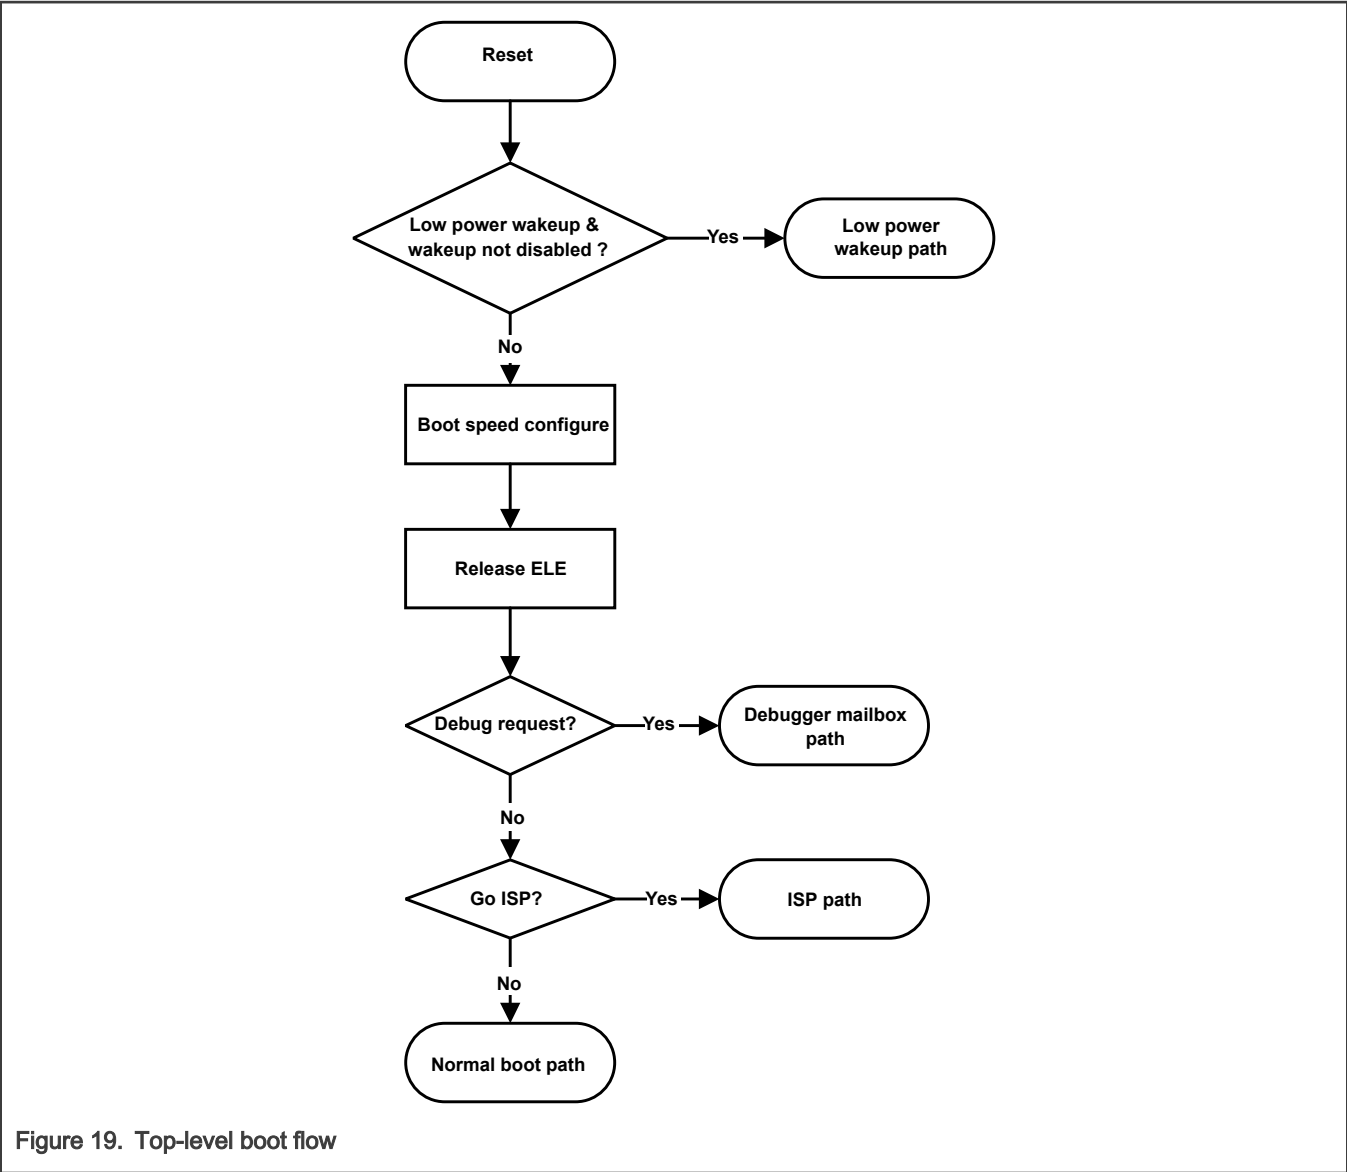 Reset
Low power wakeup &
wakeup not disabled ?
Yes
Low power
wakeup path
No
Boot speed configure
Release ELE
Debug request?
Yes
Debugger mailbox
path
No
Go ISP?
Yes
ISP path
No
Normal boot path
Figure 19. Top-level boot flow